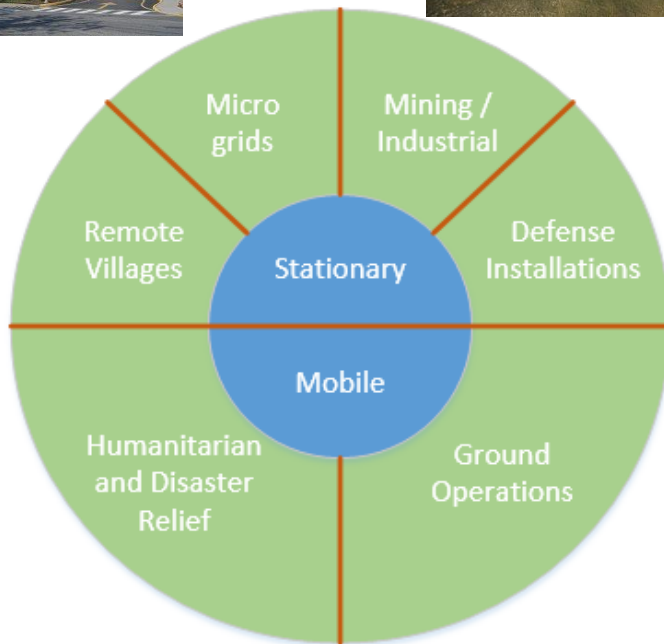 Micro
grids
Mining /
Industrial
Remote
Villages
Defense
Installations
Stationary
Mobile
Humanitarian
and Disaster
Relief
Ground
Operations